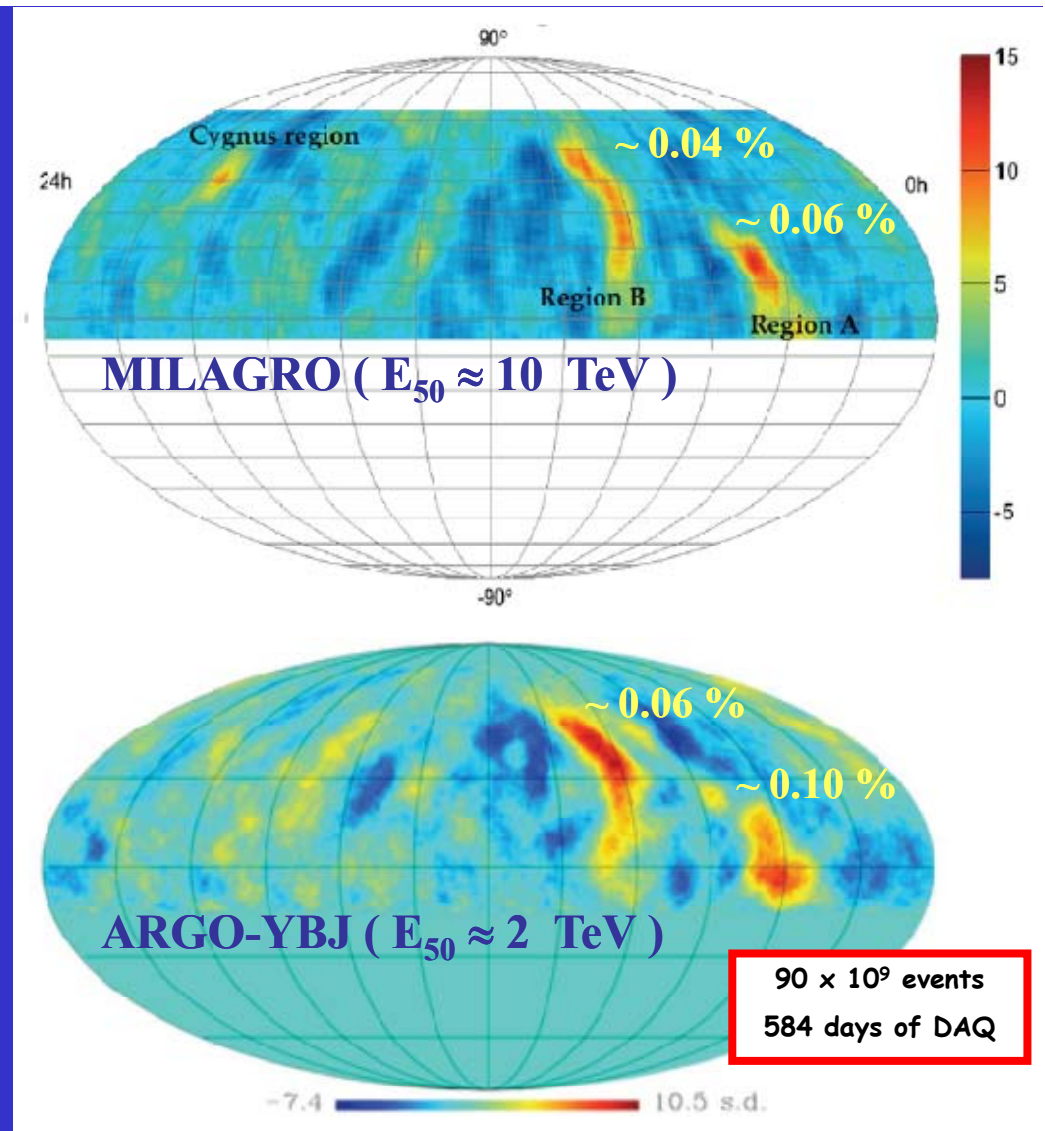 90°
15
Cygnus region
~ 0.04 %
10
24h
0h
~ 0.06 %
5
Region B
Region A
0
MILAGRO ( E₅₀ ≈ 10 TeV )
-5
-90°
~ 0.06 %
~ 0.10 %
ARGO-YBJ ( E₅₀ ≈ 2 TeV )
90 x 10⁹ events
584 days of DAQ
-7.4
10.5 s.d.